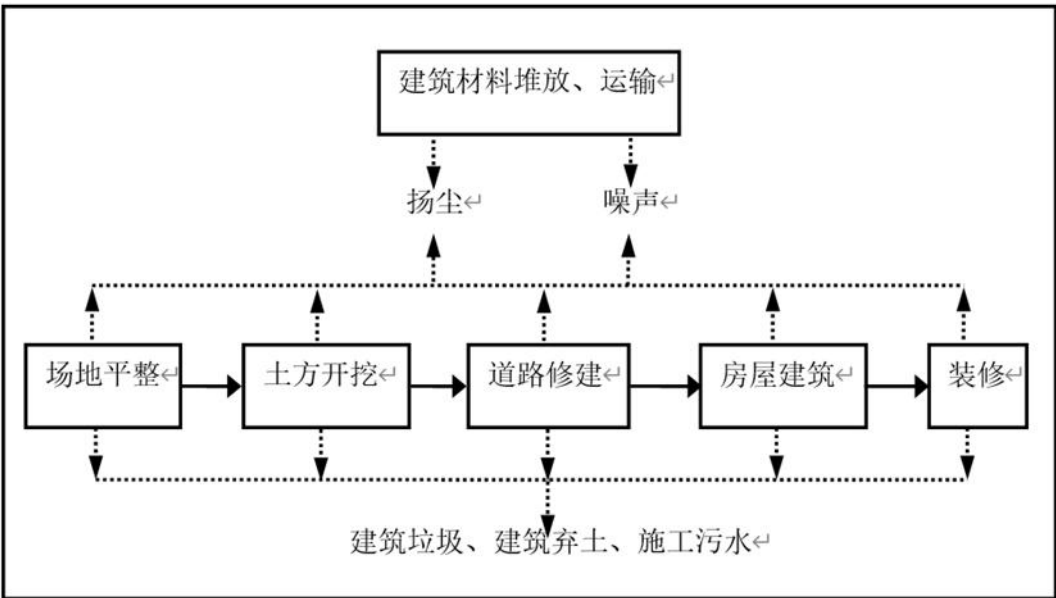 建筑材料堆放、运输↵
扬尘↵ 噪声↵
场地平整↵ 土方开挖↵ 道路修建↵ 房屋建筑↵ 装修↵
建筑垃圾、建筑弃土、施工污水↵